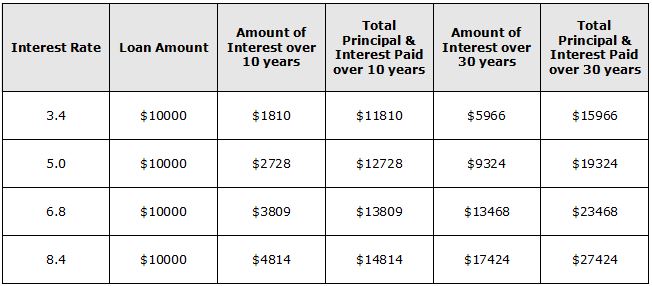 Interest Rate
Loan Amount
Amount of
Interest over
10 years
Total
Principal &
Interest Paid
over 10 years
Amount of
Interest over
30 years
Total
Principal &
Interest Paid
over 30 years
3.4 $10000 $1810 $11810 $5966 $15966
5.0 $10000 $2728 $12728 $9324 $19324
6.8 $10000 $3809 $13809 $13468 $23468
8.4 $10000 $4814 $14814 $17424 $27424